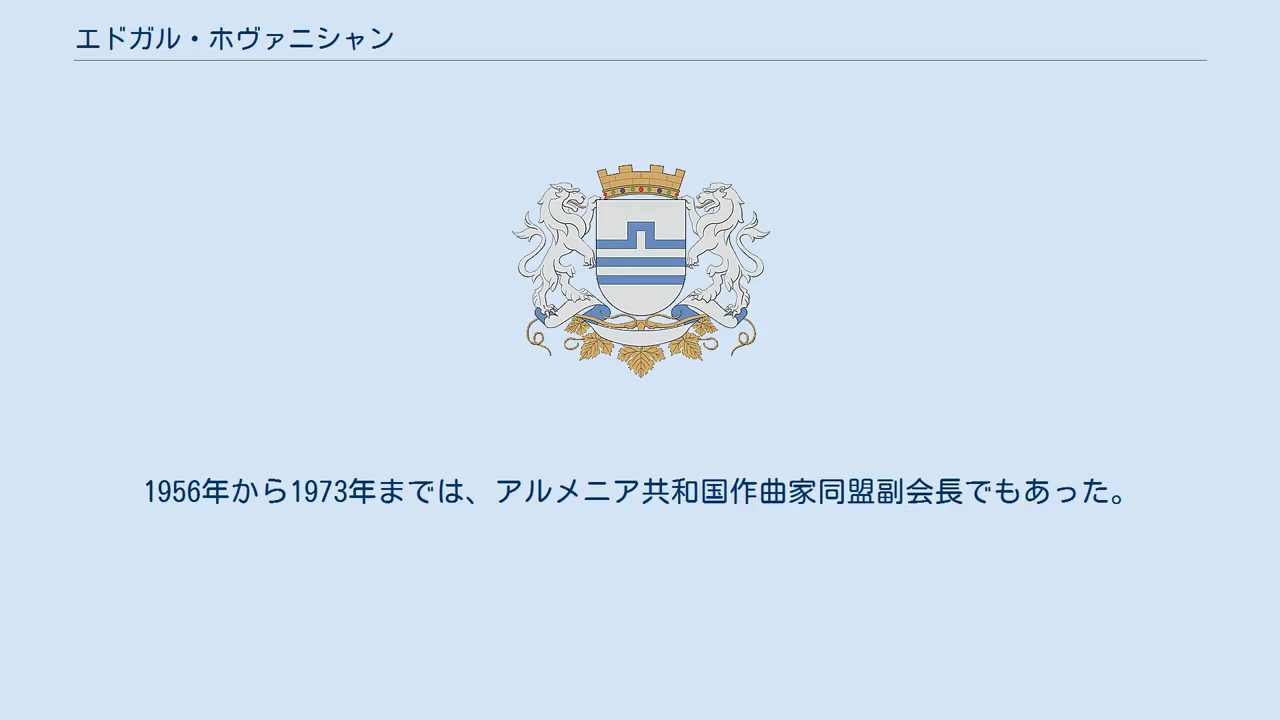 エドガル・ホヴァニシャン
1956年から1973年までは、アルメニア共和国作曲家同盟副会長でもあった。